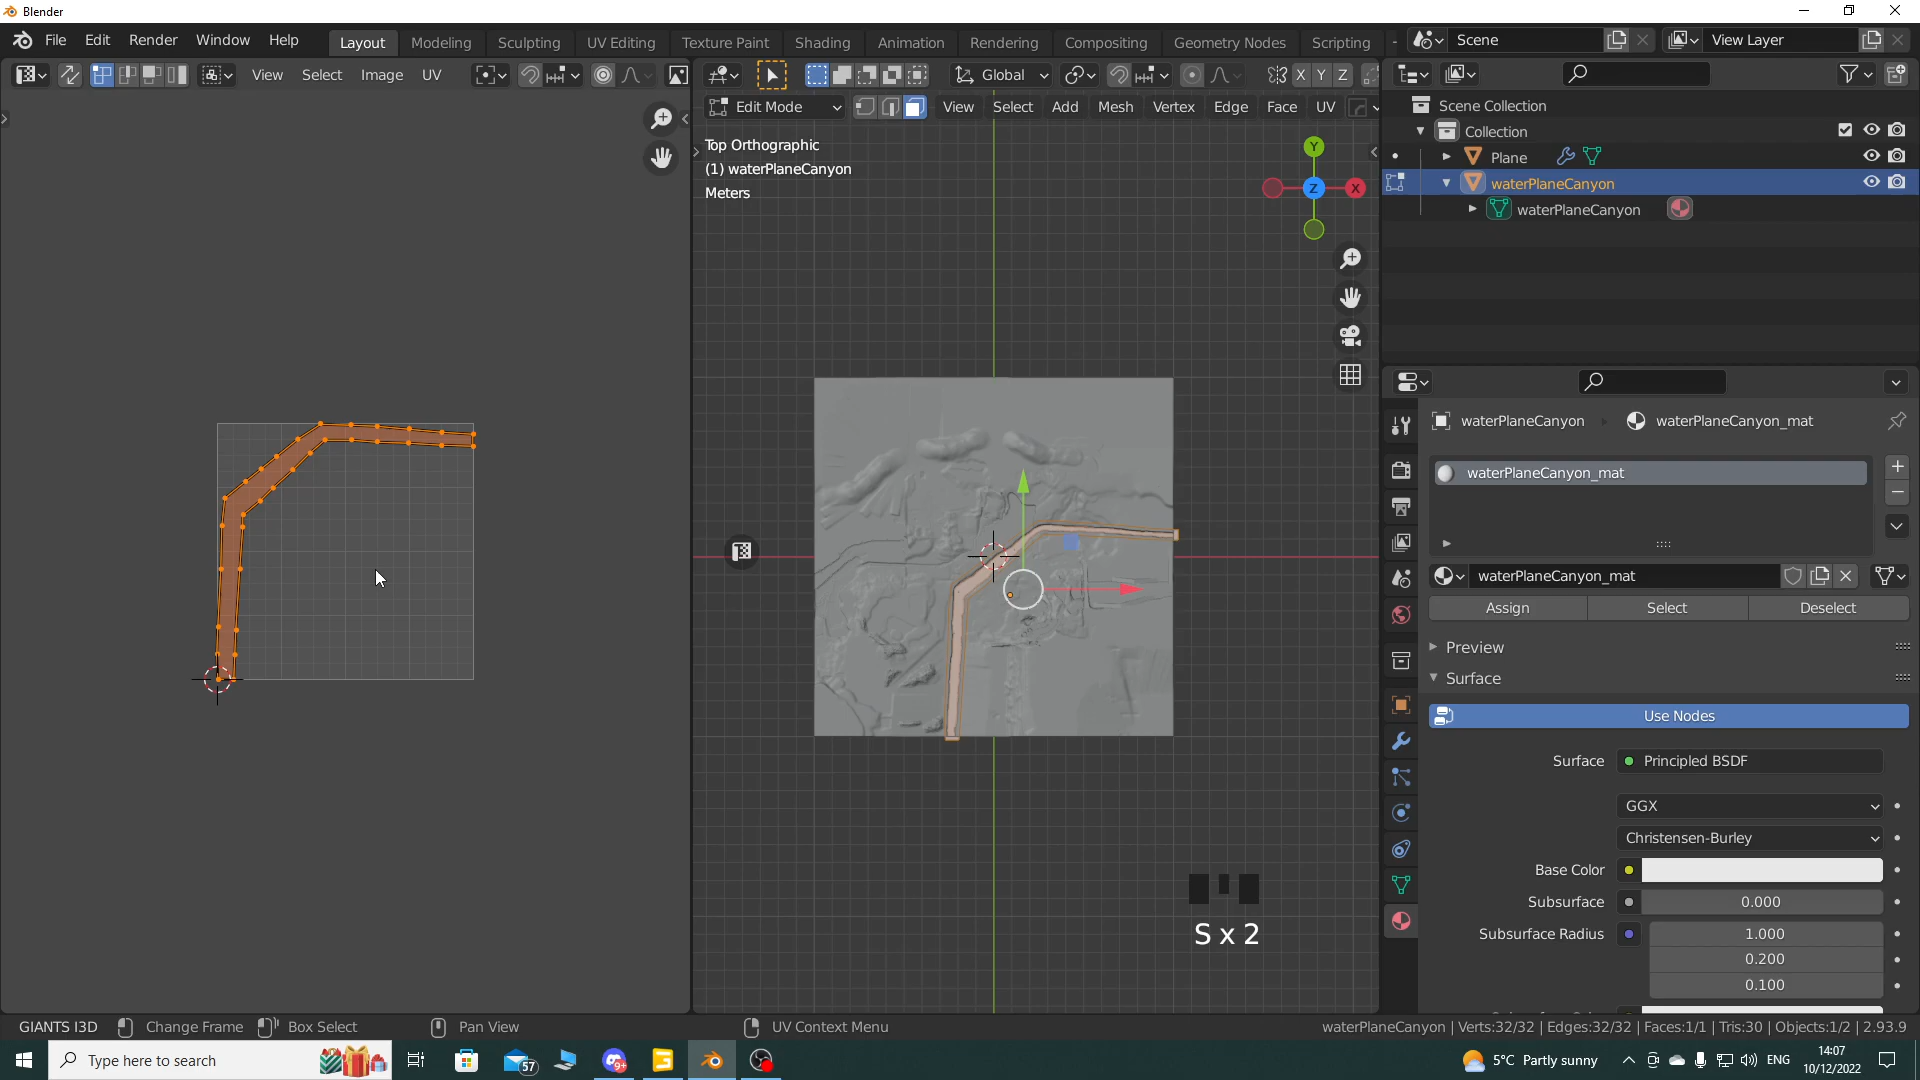 Blender
File Edit Render Window Help Layout Modeling Sculpting UV Editing Texture Paint Shading Animation Rendering Compositing Geometry Nodes Scripting Scene View Layer
View Select Image UV Global X Y Z
Edit Mode View Select Add Mesh Vertex Edge Face UV Scene Collection
Collection
Top Orthographic
(1) waterPlaneCanyon
Meters
Y
Z
X
Plane
waterPlaneCanyon
waterPlaneCanyon
waterPlaneCanyon waterPlaneCanyon_mat
waterPlaneCanyon_mat
waterPlaneCanyon_mat
Assign Select Deselect
Preview
Surface
Use Nodes
Surface Principled BSDF
GGX
Christensen-Burley
Base Color
Subsurface 0.000
Subsurface Radius 1.000
0.200
0.100
S x 2
GIANTS I3D Change Frame Box Select Pan View UV Context Menu waterPlaneCanyon | Verts:32/32 | Edges:32/32 | Faces:1/1 | Tris:30 | Objects:1/2 | 2.93.9
Type here to search 57 5°C Partly sunny ENG 14:07
10/12/2022